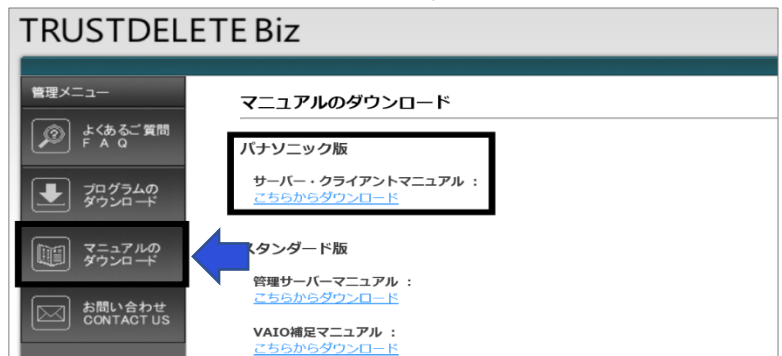 TRUSTDELETE Biz
管理メニュー
よくあるご質問
F A Q
プログラムの
ダウンロード
マニュアルの
ダウンロード
お問い合わせ
CONTACT US
マニュアルのダウンロード
パナソニック版
サーバー・クライアントマニュアル :
こちらからダウンロード
スタンダード版
管理サーバーマニュアル :
こちらからダウンロード
VAIO補足マニュアル :
こちらからダウンロード